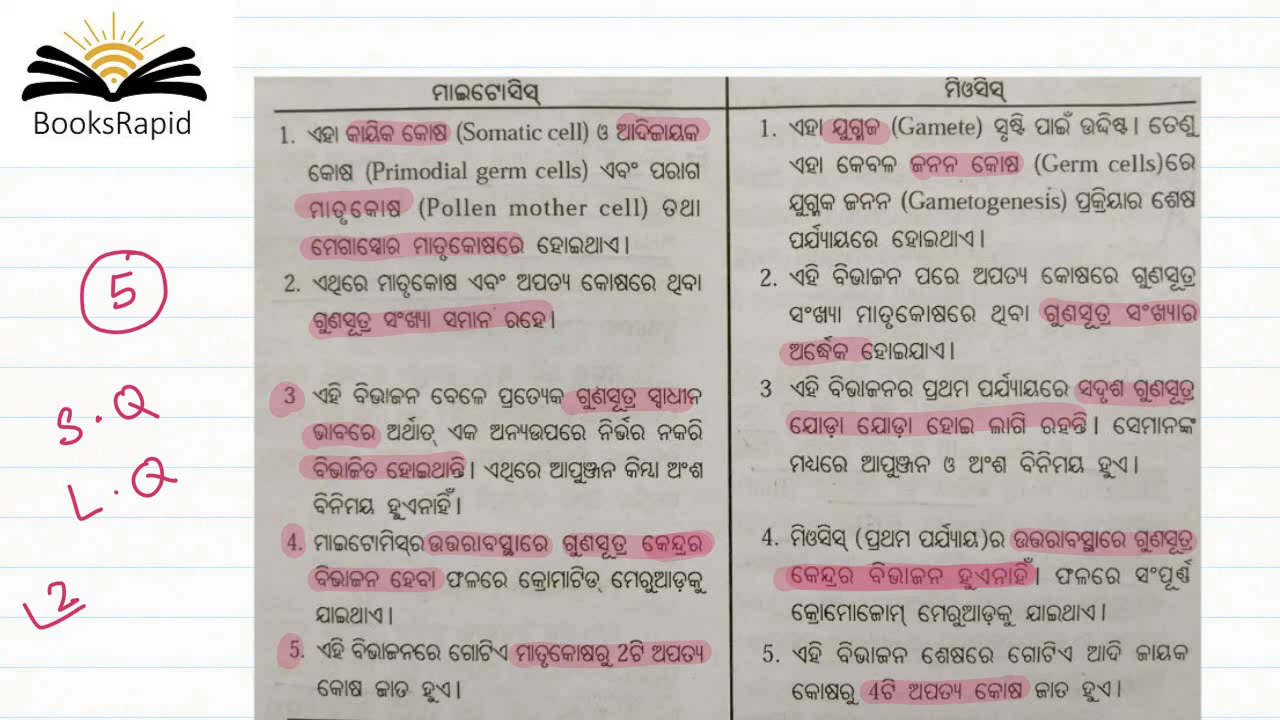 BooksRapid
5
S.Q
L.Q
2
ମାଇଟୋସିସ୍
1. ଏହା କାୟିକ କୋଷ (Somatic cell) ଓ ଆଦିଜାୟକ
କୋଷ (Primodial germ cells) ଏବଂ ପରାଗ
ମାତୃକୋଷ (Pollen mother cell) ତଥା
ମେଗାସ୍ପୋର ମାତୃକୋଷରେ ହୋଇଥାଏ।
2. ଏଥିରେ ମାତୃକୋଷ ଏବଂ ଅପତ୍ୟ କୋଷରେ ଥିବା
ଗୁଣସୂତ୍ର ସଂଖ୍ୟା ସମାନ ରହେ।
3 ଏହି ବିଭାଜନ ବେଳେ ପ୍ରତ୍ୟେକ ଗୁଣସୂତ୍ର ସ୍ୱାଧୀନ
ଭାବରେ ଅର୍ଥାତ୍ ଏକ ଅନ୍ୟଉପରେ ନିର୍ଭର ନକରି
ବିଭାଜିତ ହୋଇଥାନ୍ତି। ଏଥିରେ ଆପୁଞ୍ଜନ କିମ୍ବା ଅଂଶ
ବିନିମୟ ହୁଏନାହିଁ।
4. ମାଇଟୋମିସ୍‌ର ଉତ୍ତରାବସ୍ଥାରେ ଗୁଣସୂତ୍ର କେନ୍ଦ୍ରର
ବିଭାଜନ ହେବା ଫଳରେ କ୍ରୋମାଟିଡ୍ ମେରୁଆଡ଼କୁ
ଯାଇଥାଏ।
5. ଏହି ବିଭାଜନରେ ଗୋଟିଏ ମାତୃକୋଷରୁ 2ଟି ଅପତ୍ୟ
କୋଷ ଜାତ ହୁଏ।
ମିଓସିସ୍
1. ଏହା ଯୁଗ୍ମଜ (Gamete) ସୃଷ୍ଟି ପାଇଁ ଉଦ୍ଦିଷ୍ଟ। ତେଣୁ
ଏହା କେବଳ ଜନନ କୋଷ (Germ cells)ରେ
ଯୁଗ୍ମକ ଜନନ (Gametogenesis) ପ୍ରକ୍ରିୟାର ଶେଷ
ପର୍ଯ୍ୟାୟରେ ହୋଇଥାଏ।
2. ଏହି ବିଭାଜନ ପରେ ଅପତ୍ୟ କୋଷରେ ଗୁଣସୂତ୍ର
ସଂଖ୍ୟା ମାତୃକୋଷରେ ଥିବା ଗୁଣସୂତ୍ର ସଂଖ୍ୟାର
ଅର୍ଦ୍ଧେକ ହୋଇଯାଏ।
3 ଏହି ବିଭାଜନର ପ୍ରଥମ ପର୍ଯ୍ୟାୟରେ ସଦୃଶ ଗୁଣସୂତ୍ର
ଯୋଡ଼ା ଯୋଡ଼ା ହୋଇ ଲାଗି ରହନ୍ତି। ସେମାନଙ୍କ
ମଧ୍ୟରେ ଆପୁଞ୍ଜନ ଓ ଅଂଶ ବିନିମୟ ହୁଏ।
4. ମିଓସିସ୍ (ପ୍ରଥମ ପର୍ଯ୍ୟାୟ)ର ଉତ୍ତରାବସ୍ଥାରେ ଗୁଣସୂତ୍ର
କେନ୍ଦ୍ରର ବିଭାଜନ ହୁଏନାହିଁ। ଫଳରେ ସଂପୂର୍ଣ୍ଣ
କ୍ରୋମୋଜୋମ୍ ମେରୁଆଡ଼କୁ ଯାଇଥାଏ।
5. ଏହି ବିଭାଜନ ଶେଷରେ ଗୋଟିଏ ଆଦି ଜାୟକ
କୋଷରୁ 4ଟି ଅପତ୍ୟ କୋଷ ଜାତ ହୁଏ।